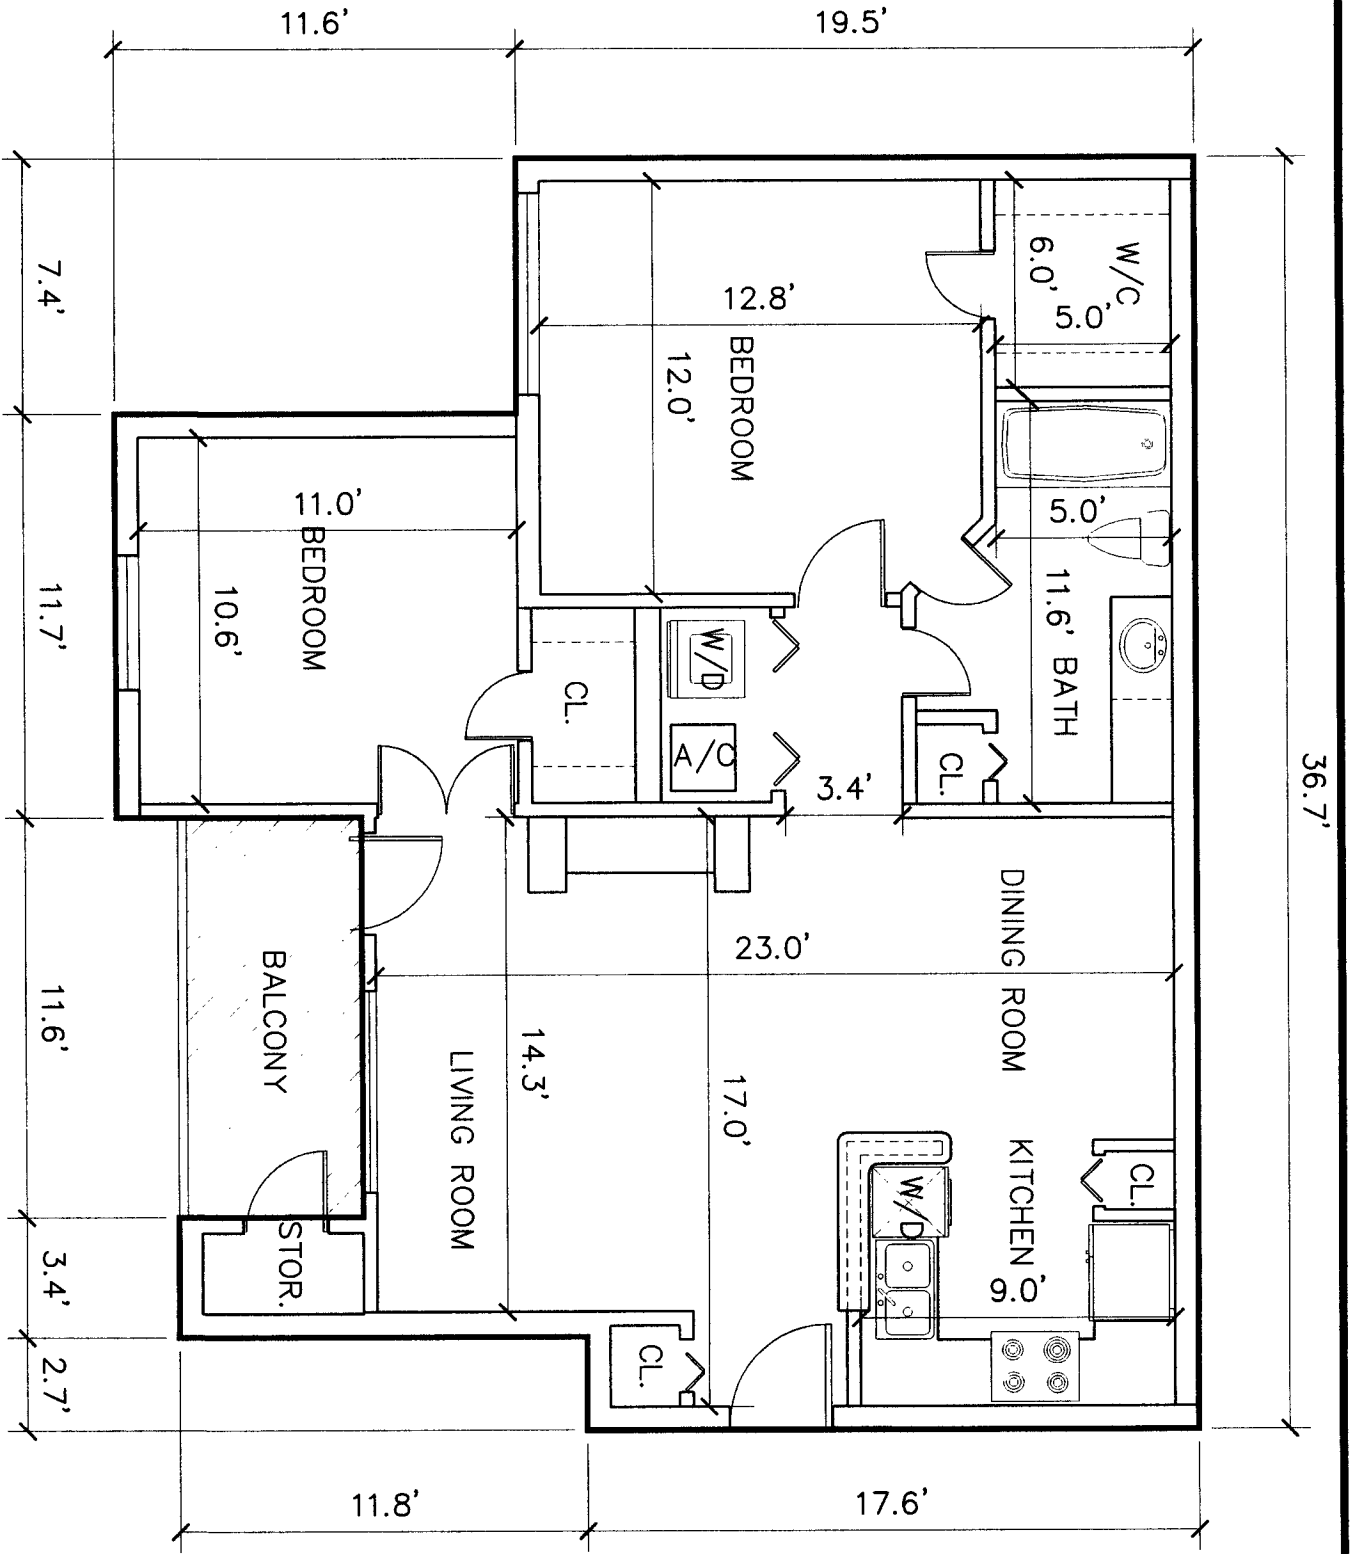 11.6'
19.5'
36.7'
7.4'
11.7'
11.6'
3.4'
2.7'
W/C
6.0'
5.0'
12.8'
BEDROOM
12.0'
5.0'
11.6'
BATH
11.0'
BEDROOM
10.6'
CL.
W/D
A/C
CL.
3.4'
DINING ROOM
23.0'
BALCONY
14.3'
LIVING ROOM
17.0'
KITCHEN
CL.
W/D
9.0'
STOR.
CL.
11.8'
17.6'